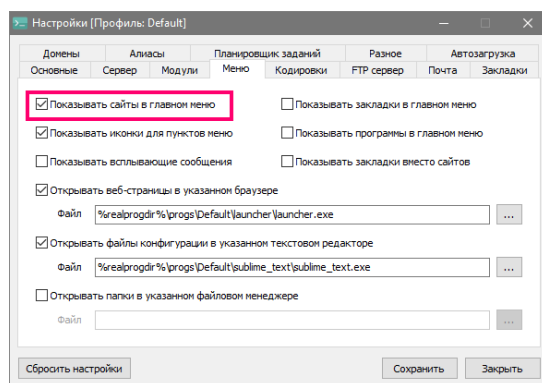 Настройки [Профиль: Default]
Домены Алиасы Планировщик заданий Разное Автозагрузка
Основные Сервер Модули Меню Кодировки FTP сервер Почта Закладки
Показывать сайты в главном меню Показывать закладки в главном меню
Показывать иконки для пунктов меню Показывать программы в главном меню
Показывать всплывающие сообщения Показывать закладки вместо сайтов
Открывать веб-страницы в указанном браузере
Файл %realprogdir%\progs\Default\launcher\launcher.exe ...
Открывать файлы конфигурации в указанном текстовом редакторе
Файл %realprogdir%\progs\Default\sublime_text\sublime_text.exe ...
Открывать папки в указанном файловом менеджере
Файл ...
Сбросить настройки Сохранить Закрыть